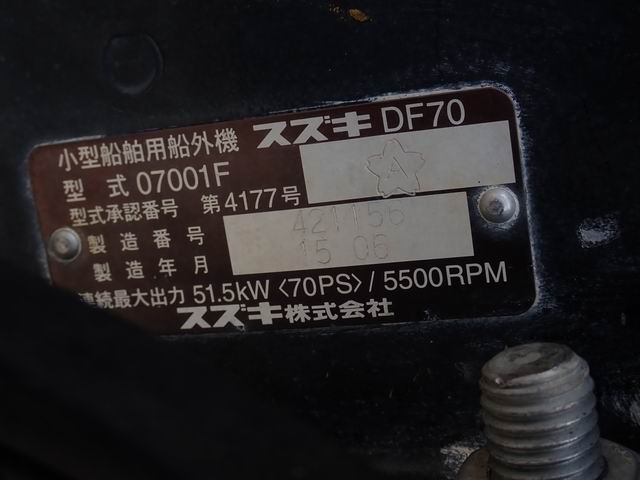 小型船舶用船外機 スズキ DF70
型式 07001F
A
型式承認番号 第4177号
製造番号 421156
製造年月 15 06
連続最大出力 51.5kW〈70PS〉/ 5500RPM
スズキ株式会社